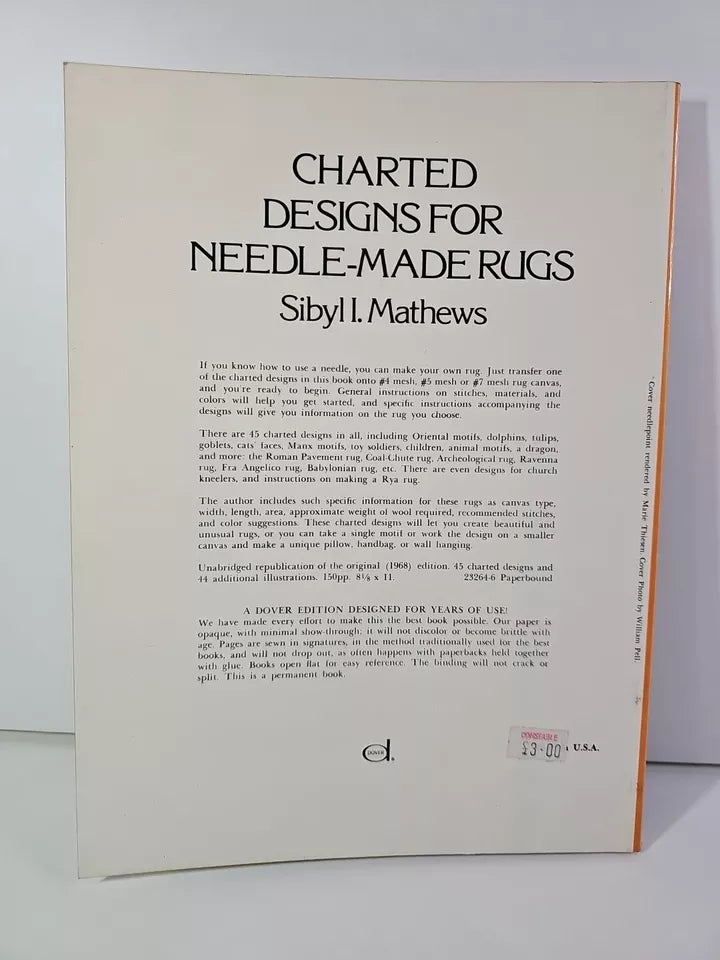 CHARTED
DESIGNS FOR
NEEDLE-MADE RUGS
Sibyl I. Mathews
If you know how to use a needle, you can make your own rug. Just transfer one
of the charted designs in this book onto #4 mesh, #5 mesh or #7 mesh rug canvas,
and you're ready to begin. General instructions on stitches, materials, and
colors will help you get started, and specific instructions accompanying the
designs will give you information on the rug you choose.
There are 45 charted designs in all, including Oriental motifs, dolphins, tulips,
goblets, cats' faces, Manx motifs, toy soldiers, children, animal motifs, a dragon,
and more: the Roman Pavement rug, Coal-Chute rug, Archeological rug, Ravenna
rug, Fra Angelico rug, Babylonian rug, etc. There are even designs for church
kneelers, and instructions on making a Rya rug.
The author includes such specific information for these rugs as canvas type,
width, length, area, approximate weight of wool required, recommended stitches,
and color suggestions. These charted designs will let you create beautiful and
unusual rugs, or you can take a single motif or work the design on a smaller
canvas and make a unique pillow, handbag, or wall hanging.
Unabridged republication of the original (1968) edition. 45 charted designs and
44 additional illustrations. 150pp. 8⅛ x 11. 23264-6 Paperbound
A DOVER EDITION DESIGNED FOR YEARS OF USE!
We have made every effort to make this the best book possible. Our paper is
opaque, with minimal show-through; it will not discolor or become brittle with
age. Pages are sewn in signatures, in the method traditionally used for the best
books, and will not drop out, as often happens with paperbacks held together
with glue. Books open flat for easy reference. The binding will not crack or
split. This is a permanent book.
Cover needlepoint rendered by Marie Thiesen. Cover Photo by William Pell.
DOVER
CONSTABLE
£3·00
U.S.A.